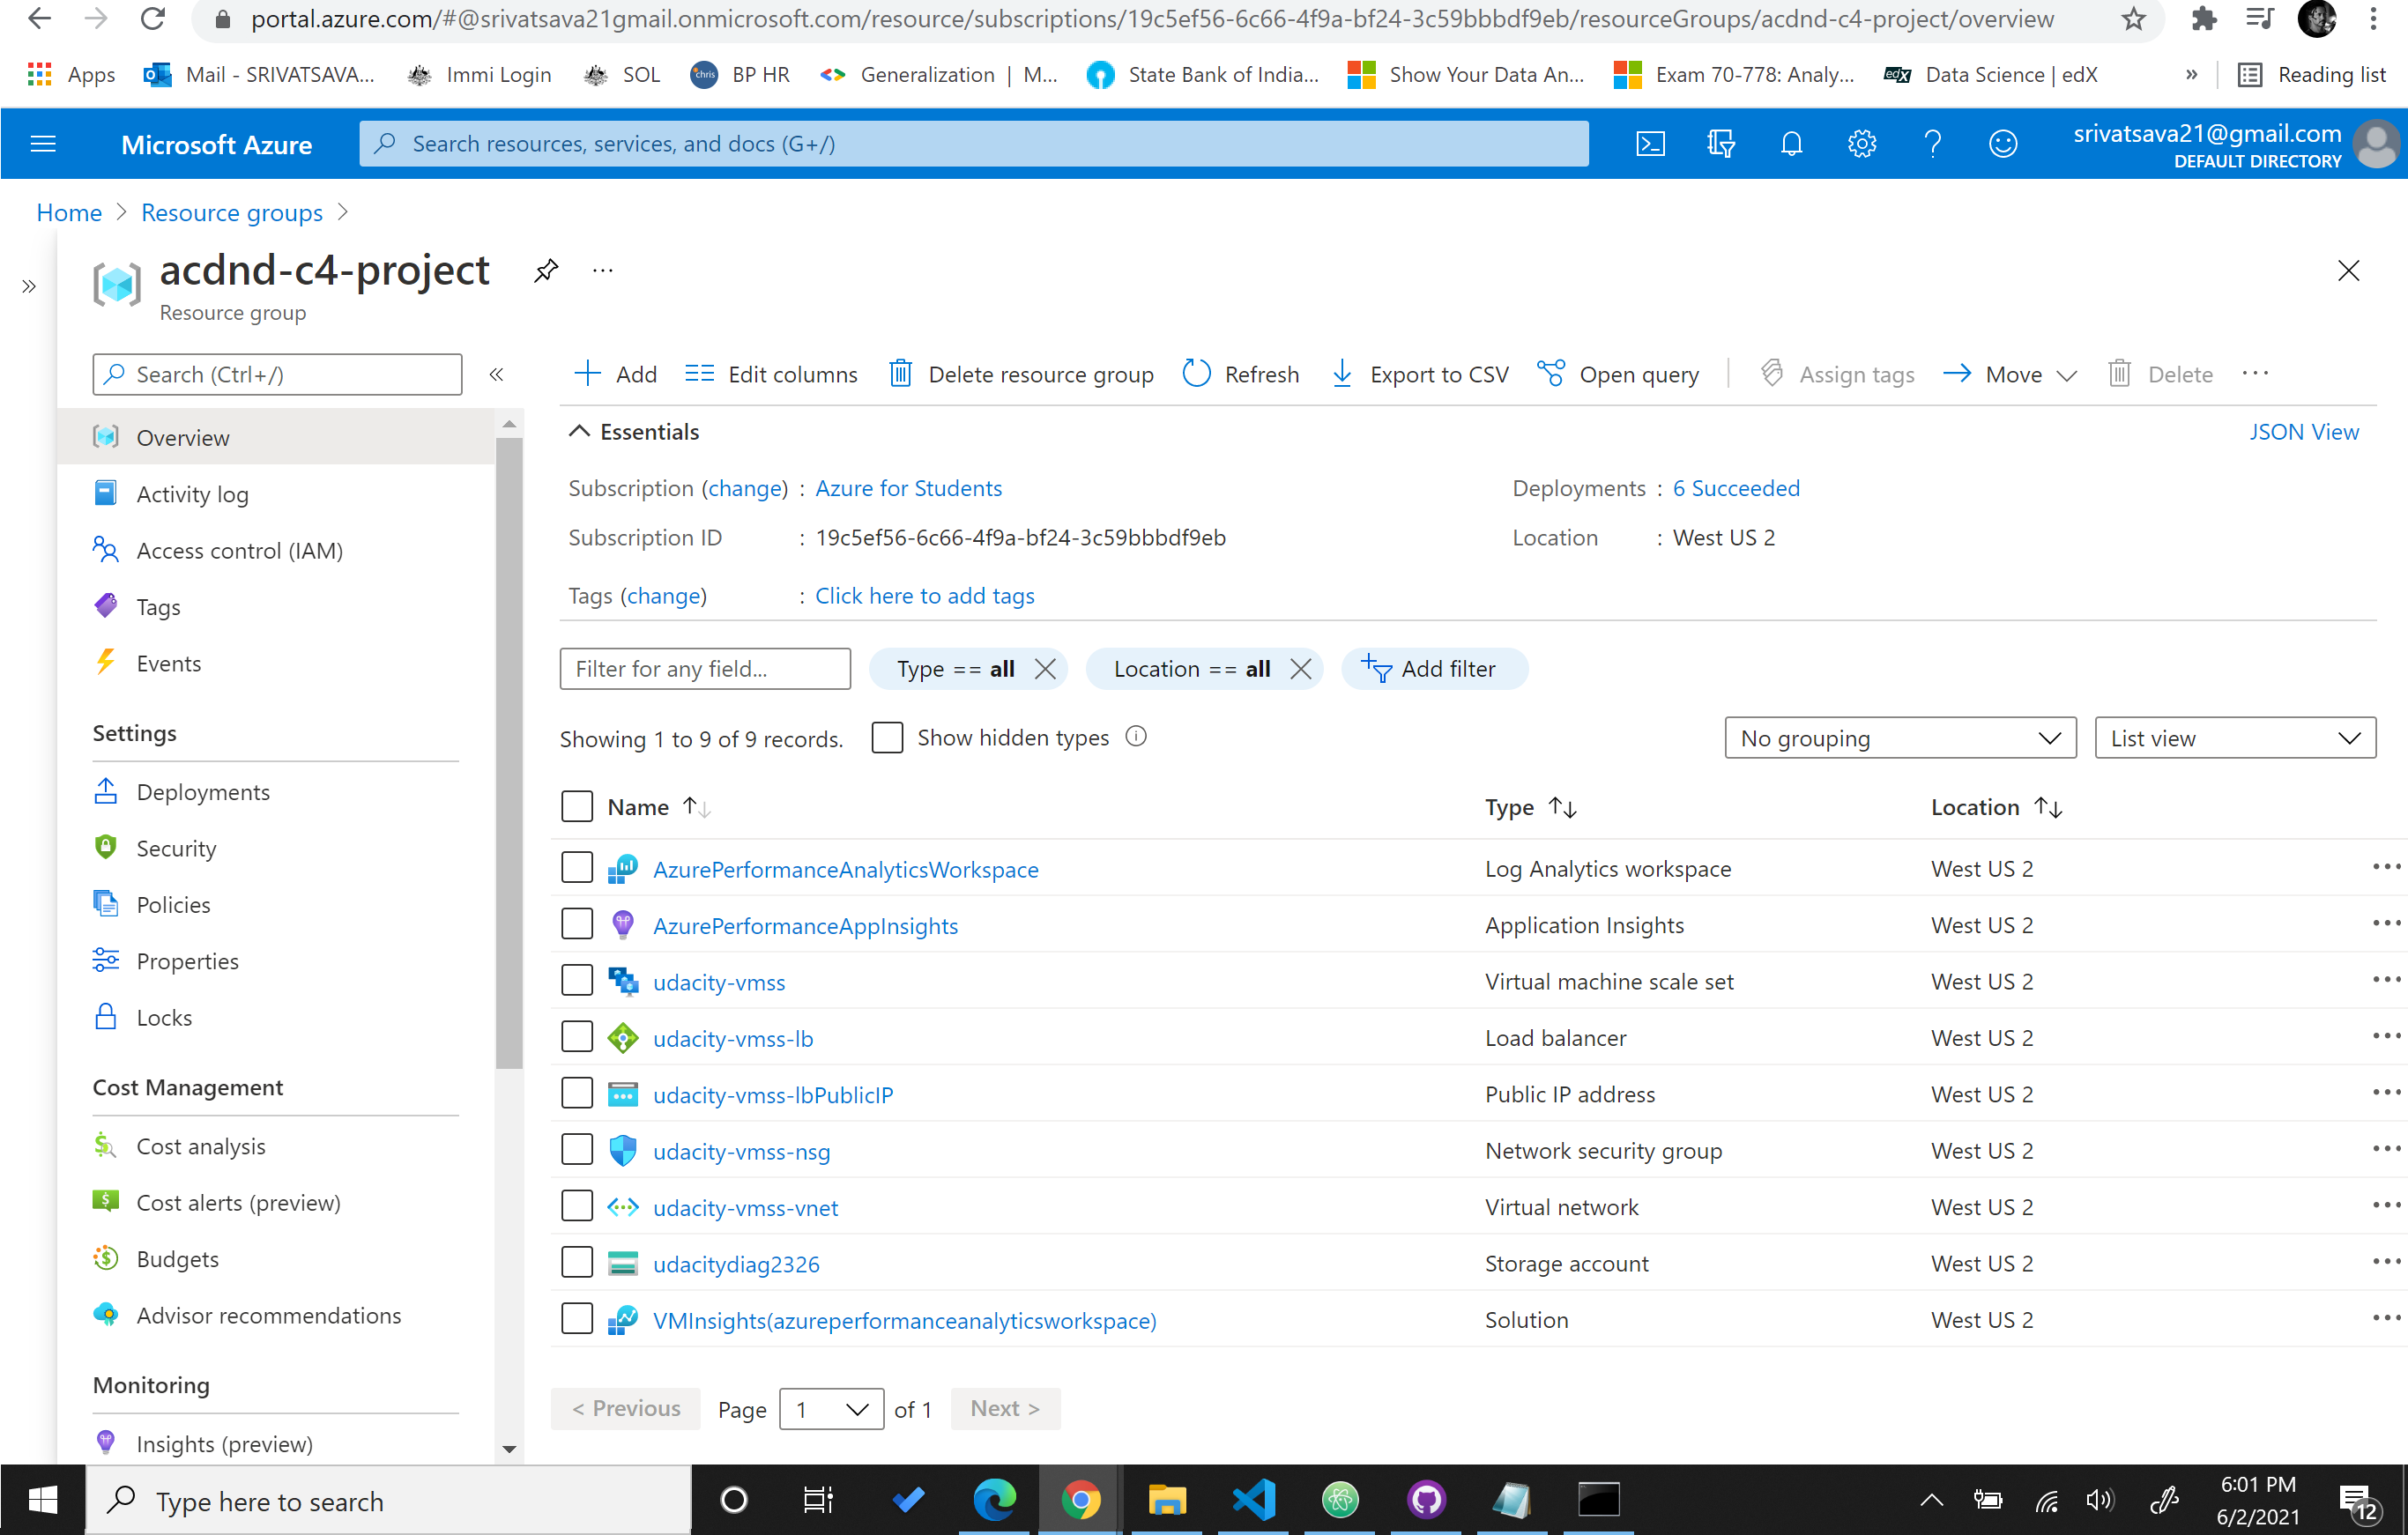 portal.azure.com/#@srivatsava21gmail.onmicrosoft.com/resource/subscriptions/19c5ef56-6c66-4f9a-bf24-3c59bbbdf9eb/resourceGroups/acdnd-c4-project/overview
Apps Mail - SRIVATSAVA... Immi Login SOL chris BP HR Generalization | M... State Bank of India... Show Your Data An... Exam 70-778: Analy... edX Data Science | edX » Reading list
Microsoft Azure Search resources, services, and docs (G+/) srivatsava21@gmail.com
DEFAULT DIRECTORY
Home > Resource groups >
acdnd-c4-project ...
Resource group
Search (Ctrl+/) «
Add Edit columns Delete resource group Refresh Export to CSV Open query Assign tags Move Delete ...
Overview
Activity log
Access control (IAM)
Tags
Events
Settings
Deployments
Security
Policies
Properties
Locks
Cost Management
Cost analysis
Cost alerts (preview)
Budgets
Advisor recommendations
Monitoring
Insights (preview)
Essentials JSON View
Subscription (change) : Azure for Students Deployments : 6 Succeeded
Subscription ID : 19c5ef56-6c66-4f9a-bf24-3c59bbbdf9eb Location : West US 2
Tags (change) : Click here to add tags
Filter for any field... Type == all Location == all Add filter
Showing 1 to 9 of 9 records. Show hidden types No grouping List view
Name Type Location
AzurePerformanceAnalyticsWorkspace Log Analytics workspace West US 2
AzurePerformanceAppInsights Application Insights West US 2
udacity-vmss Virtual machine scale set West US 2
udacity-vmss-lb Load balancer West US 2
udacity-vmss-lbPublicIP Public IP address West US 2
udacity-vmss-nsg Network security group West US 2
udacity-vmss-vnet Virtual network West US 2
udacitydiag2326 Storage account West US 2
VMInsights(azureperformanceanalyticsworkspace) Solution West US 2
< Previous Page 1 of 1 Next >
Type here to search
6:01 PM
6/2/2021
12